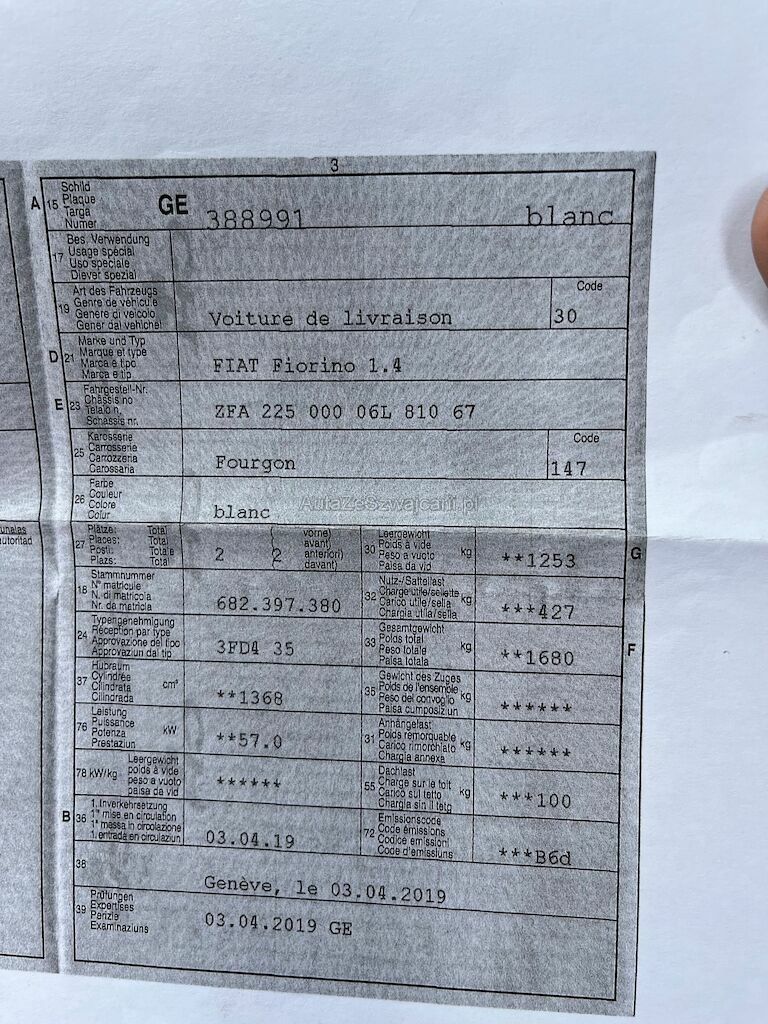 3
A 15 Schild
Plaque
Targa
Numer
GE 388991 blanc
17 Bes. Verwendung
Usage spécial
Uso speciale
Diever spezial
19 Art des Fahrzeugs
Genre de véhicule
Genere di veicolo
Gener dal vehichel
Voiture de livraison
Code
30
D 21 Marke und Typ
Marque et type
Marca e tipo
Marca e tip
FIAT Fiorino 1.4
E 23 Fahrgestell-Nr.
Châssis no
Telaio n.
Schassis nr.
ZFA 225 000 06L 810 67
25 Karosserie
Carrosserie
Carrozzeria
Carossaria
Fourgon
Code
147
26 Farbe
Couleur
Colore
Colur
blanc
AutaZeSzwajcarii.pl
27 Plätze: Total
Places: Total
Posti: Totale
Plazs: Total
2 2
vorne)
avant)
anteriori)
davant)
30 Leergewicht
Poids à vide
Peso a vuoto
Paisa da vid
kg
**1253
G
18 Stammnummer
N° matricule
N. di matricola
Nr. da matricla
682.397.380
32 Nutz-/Sattellast
Charge utile/sellette
Carico utile/sella
Chargia utila/sella
kg
***427
24 Typengenehmigung
Réception par type
Approvazione del tipo
Approvaziun dal tip
3FD4 35
33 Gesamtgewicht
Poids total
Peso totale
Paisa totala
kg
**1680
F
37 Hubraum
Cylindrée
Cilindrata
Cilindrada
cm³
**1368
35 Gewicht des Zuges
Poids de l'ensemble
Peso del convoglio
Paisa cumposiziun
kg
******
76 Leistung
Puissance
Potenza
Prestaziun
kW
**57.0
31 Anhängelast
Poids remorquable
Carico rimorchiato
Chargia annexa
kg
******
78 kW/kg
Leergewicht
poids à vide
peso a vuoto
paisa da vid
******
55 Dachlast
Charge sur le toit
Carico sul tetto
Chargia sin il tetg
kg
***100
B 36 1. Inverkehrsetzung
1re mise en circulation
1a messa in circolazione
1. entrada en circulaziun
03.04.19
72 Emissionscode
Code émissions
Codice emissioni
Code d'emissiuns
***B6d
38
Genève, le 03.04.2019
39 Prüfungen
Expertises
Perizie
Examinaziuns
03.04.2019 GE